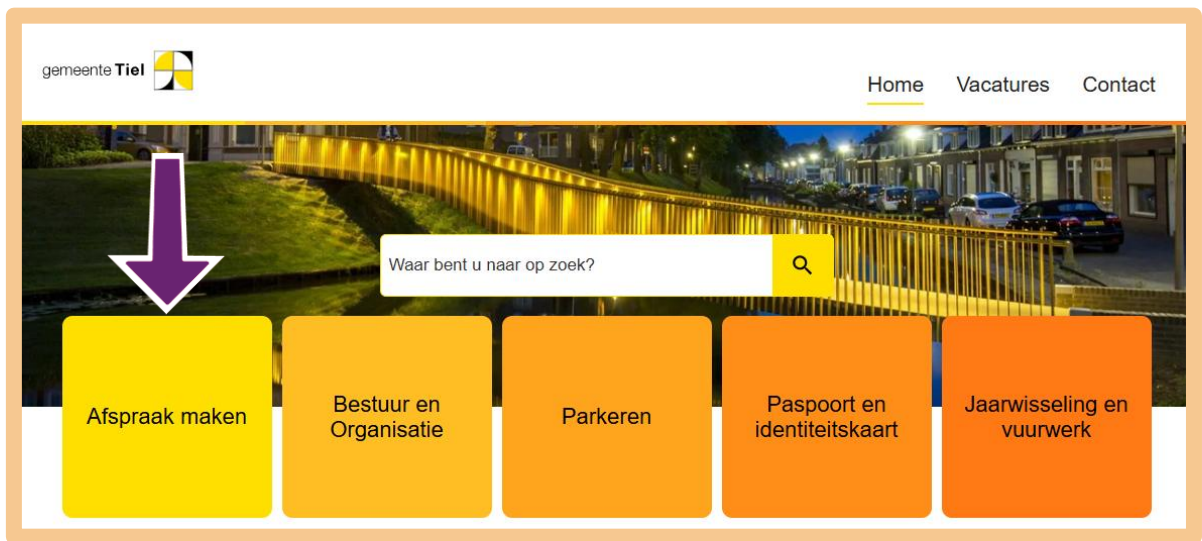 gemeente Tiel
Home Vacatures Contact
Waar bent u naar op zoek?
Afspraak maken
Bestuur en
Organisatie
Parkeren
Paspoort en
identiteitskaart
Jaarwisseling en
vuurwerk